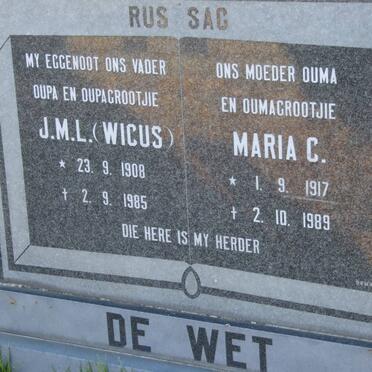 RUS SAG
MY EGGENOOT ONS VADER
OUPA EN OUPAGROOTJIE
J.M.L. (WICUS)
* 23. 9. 1908
† 2. 9. 1985
ONS MOEDER OUMA
EN OUMAGROOTJIE
MARIA C.
* 1. 9. 1917
† 2. 10. 1989
DIE HERE IS MY HERDER
DE WET